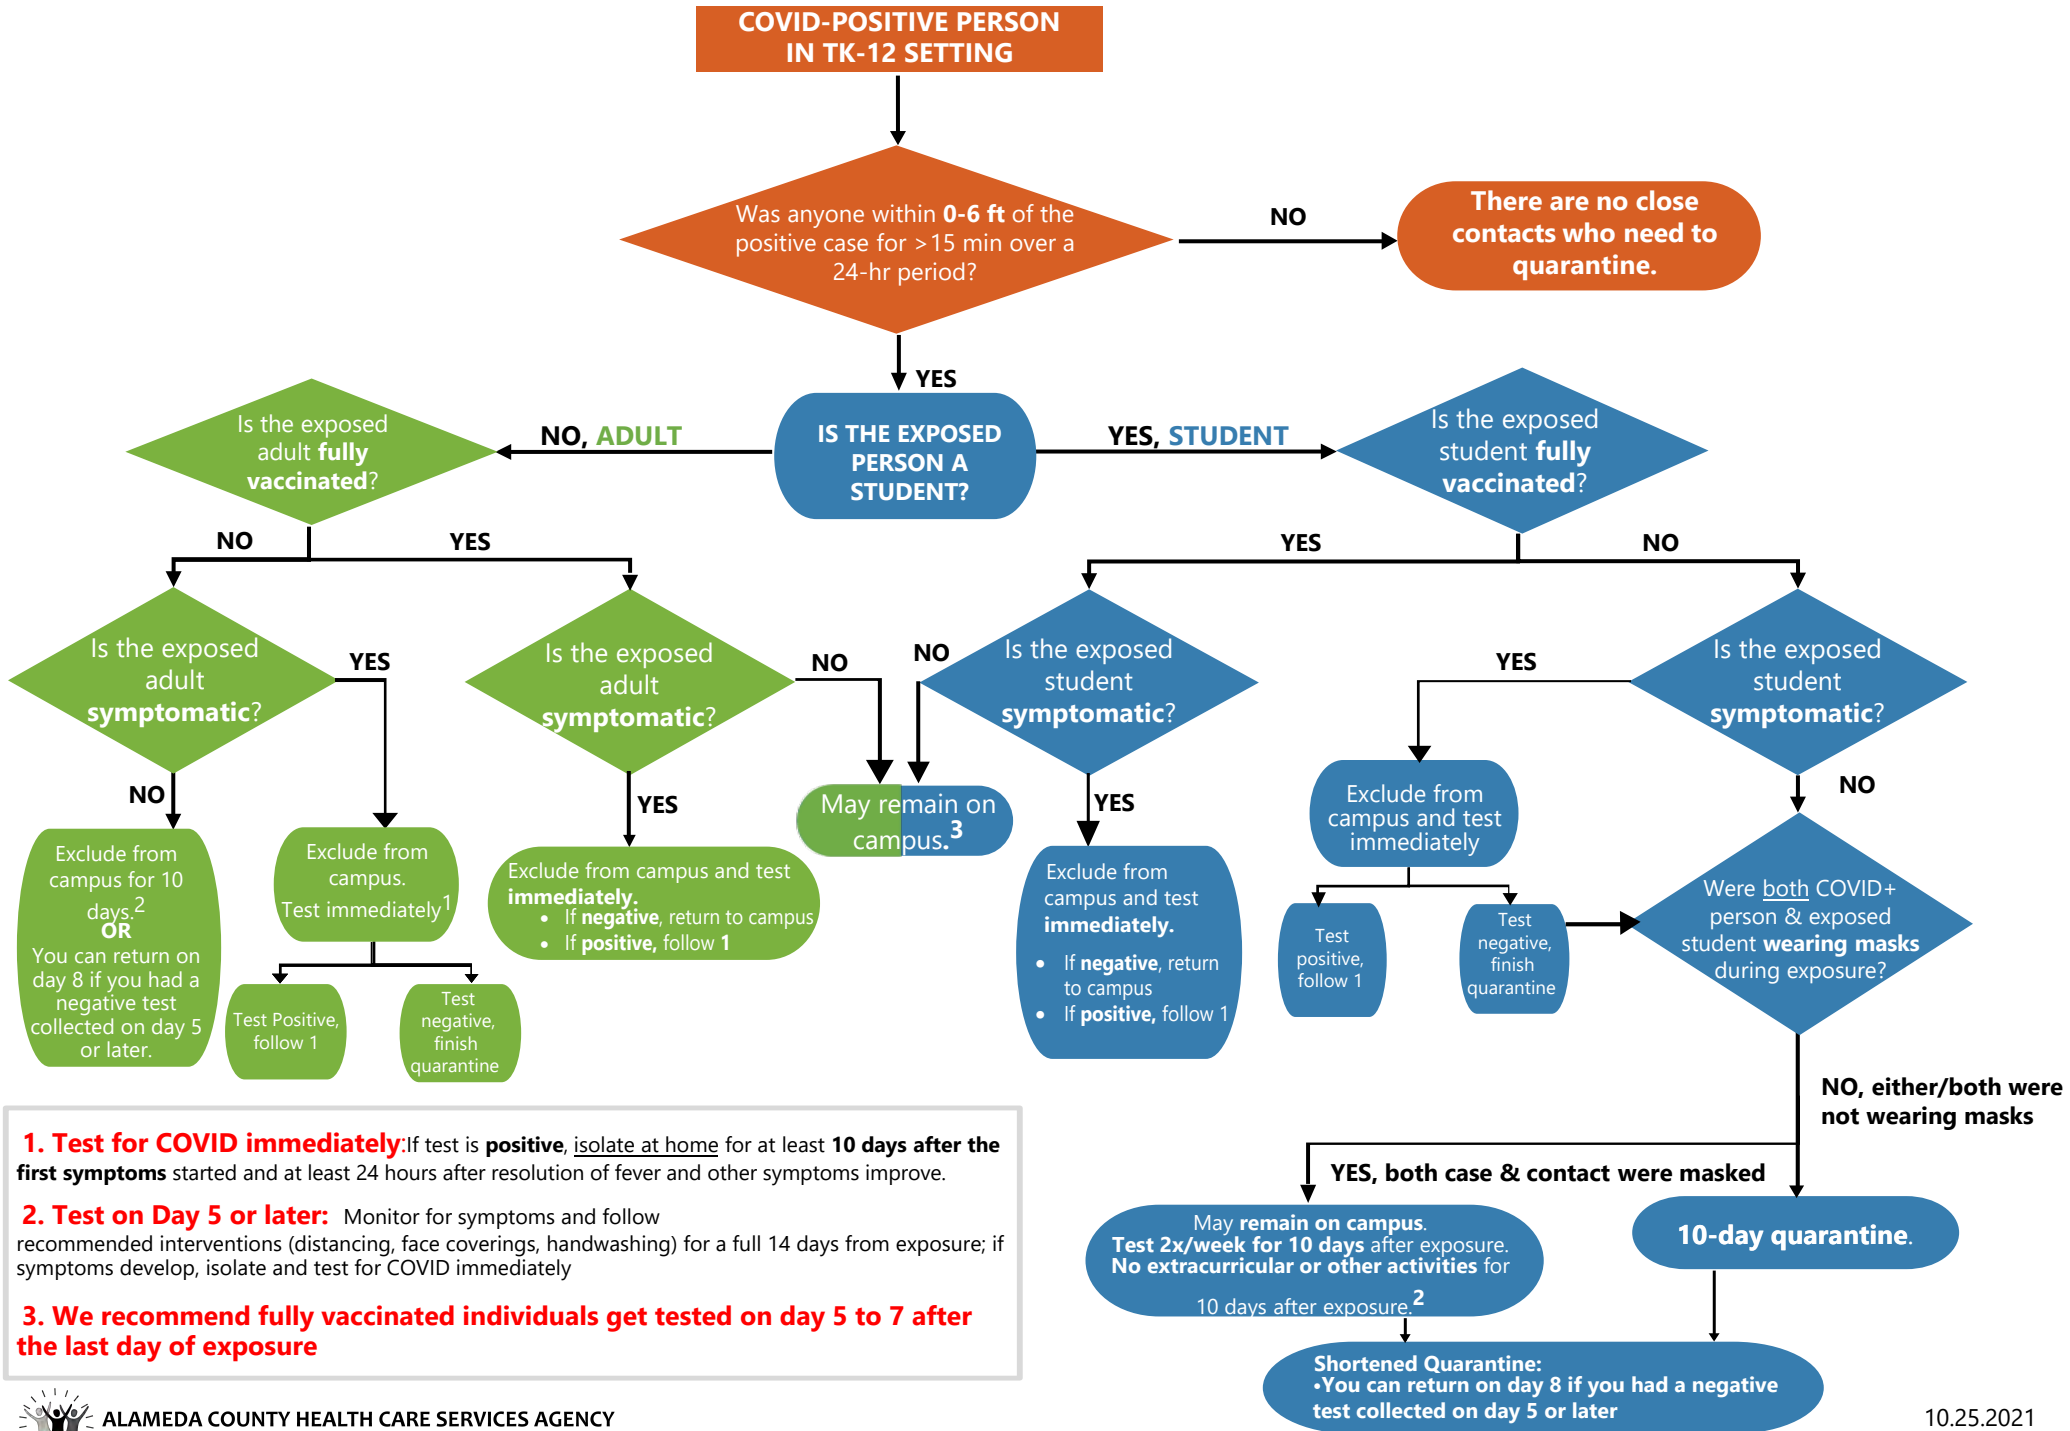 COVID-POSITIVE PERSON
IN TK-12 SETTING
Was anyone within 0-6 ft of the
positive case for >15 min over a
24-hr period?
NO
There are no close
contacts who need to
quarantine.
YES
IS THE EXPOSED
PERSON A
STUDENT?
NO, ADULT
YES, STUDENT
Is the exposed
adult fully
vaccinated?
Is the exposed
student fully
vaccinated?
NO
YES
YES
NO
Is the exposed
adult
symptomatic?
YES
Is the exposed
adult
symptomatic?
NO
NO
Is the exposed
student
symptomatic?
YES
Is the exposed
student
symptomatic?
NO
YES
May remain on
campus.3
YES
NO
Exclude from
campus for 10
days.2
OR
You can return on
day 8 if you had a
negative test
collected on day 5
or later.
Exclude from
campus.
Test immediately1
Test Positive,
follow 1
Test
negative,
finish
quarantine
Exclude from campus and test
immediately.
• If negative, return to campus
• If positive, follow 1
Exclude from
campus and test
immediately.
• If negative, return
to campus
• If positive, follow 1
Exclude from
campus and test
immediately
Test
positive,
follow 1
Test
negative,
finish
quarantine
Were both COVID+
person & exposed
student wearing masks
during exposure?
NO, either/both were
not wearing masks
YES, both case & contact were masked
May remain on campus.
Test 2x/week for 10 days after exposure.
No extracurricular or other activities for
10 days after exposure.2
10-day quarantine.
Shortened Quarantine:
•You can return on day 8 if you had a negative
test collected on day 5 or later
1. Test for COVID immediately:If test is positive, isolate at home for at least 10 days after the
first symptoms started and at least 24 hours after resolution of fever and other symptoms improve.
2. Test on Day 5 or later: Monitor for symptoms and follow
recommended interventions (distancing, face coverings, handwashing) for a full 14 days from exposure; if
symptoms develop, isolate and test for COVID immediately
3. We recommend fully vaccinated individuals get tested on day 5 to 7 after
the last day of exposure
ALAMEDA COUNTY HEALTH CARE SERVICES AGENCY
10.25.2021